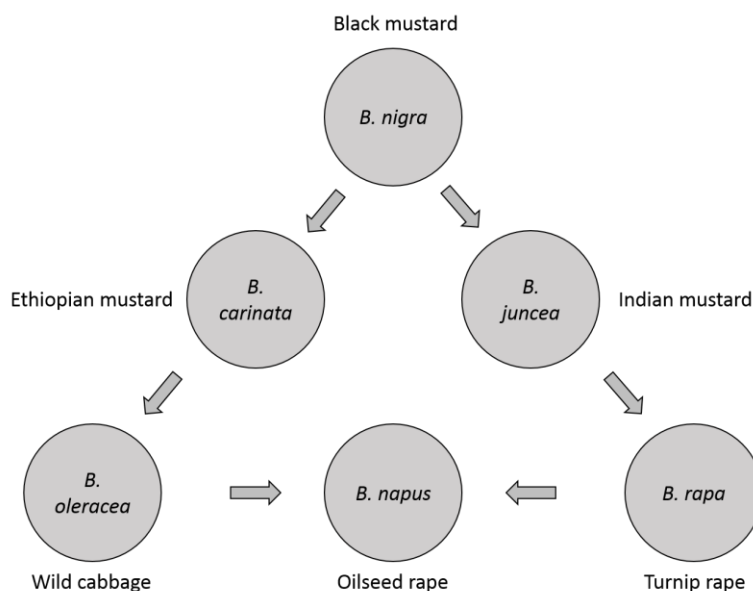 Black mustard
B. nigra
Ethiopian mustard
B.
carinata
B.
juncea
Indian mustard
B.
oleracea
B. napus
B. rapa
Wild cabbage
Oilseed rape
Turnip rape